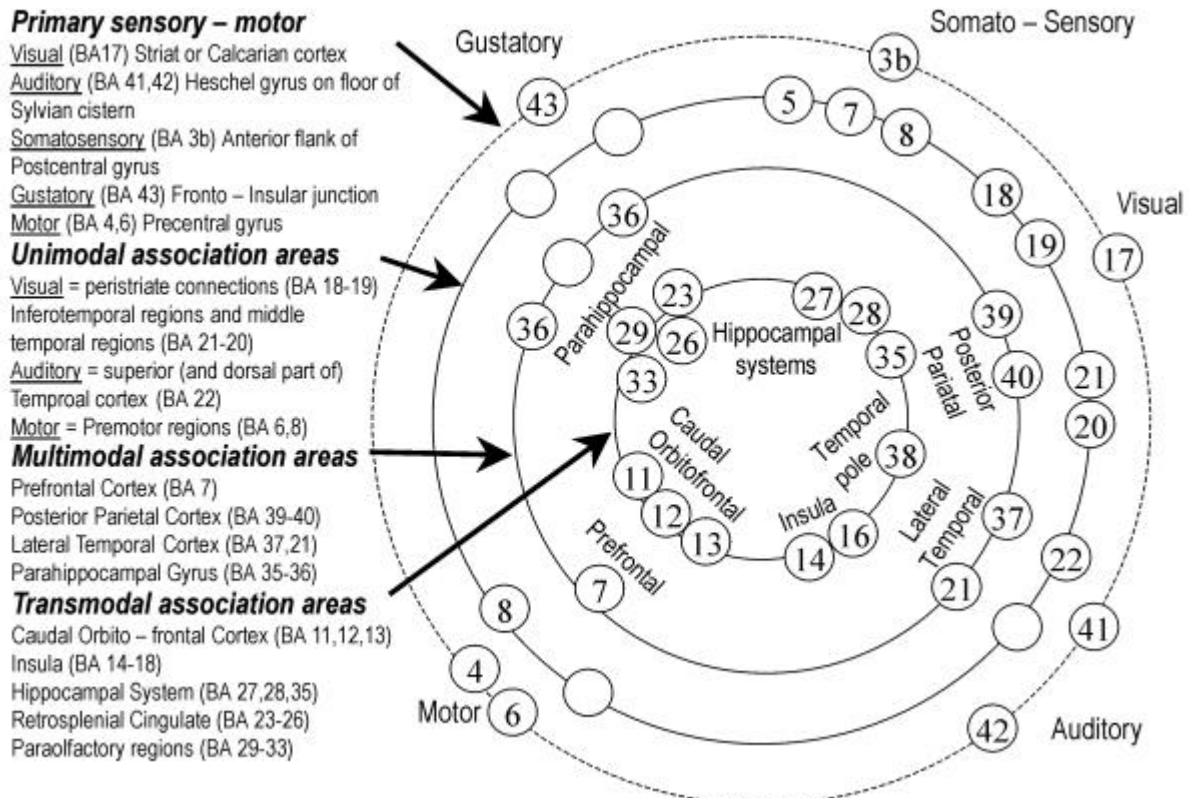 Primary sensory – motor
Visual (BA17) Striat or Calcarian cortex
Auditory (BA 41,42) Heschel gyrus on floor of
Sylvian cistern
Somatosensory (BA 3b) Anterior flank of
Postcentral gyrus
Gustatory (BA 43) Fronto – Insular junction
Motor (BA 4,6) Precentral gyrus
Unimodal association areas
Visual = peristriate connections (BA 18-19)
Inferotemporal regions and middle
temporal regions (BA 21-20)
Auditory = superior (and dorsal part of)
Temproal cortex (BA 22)
Motor = Premotor regions (BA 6,8)
Multimodal association areas
Prefrontal Cortex (BA 7)
Posterior Parietal Cortex (BA 39-40)
Lateral Temporal Cortex (BA 37,21)
Parahippocampal Gyrus (BA 35-36)
Transmodal association areas
Caudal Orbito – frontal Cortex (BA 11,12,13)
Insula (BA 14-18)
Hippocampal System (BA 27,28,35)
Retrosplenial Cingulate (BA 23-26)
Paraolfactory regions (BA 29-33)
Gustatory
43
Somato – Sensory
3b
Visual
17
41
Auditory
42
Motor
4
6
5
7
8
18
19
21
20
22
8
36
36
Parahippocampal
39
40
Posterior
Pariatal
37
21
Lateral
Temporal
7
Prefrontal
23
29
26
33
27
28
35
Hippocampal
systems
38
Temporal
pole
16
14
Insula
11
12
13
Caudal
Orbitofrontal